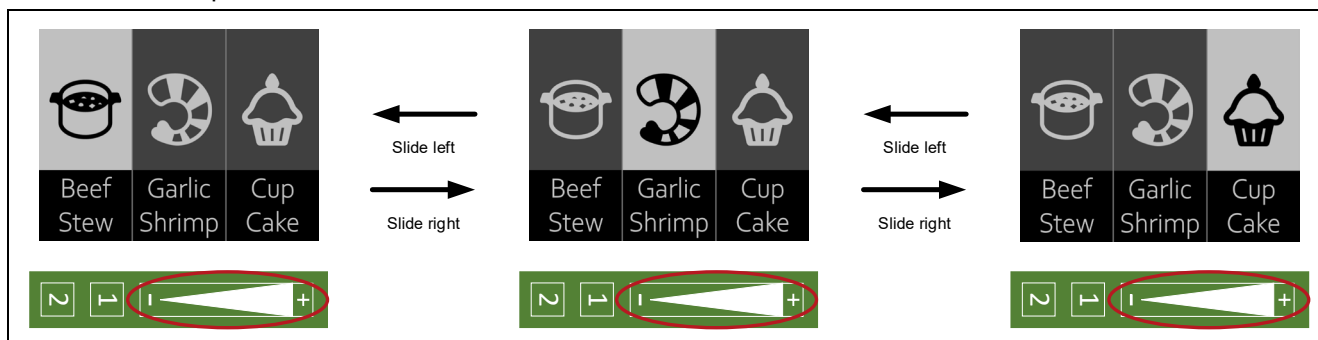 Beef Garlic Cup
Stew Shrimp Cake
Slide left
Slide right
Beef Garlic Cup
Stew Shrimp Cake
Slide left
Slide right
Beef Garlic Cup
Stew Shrimp Cake
2 1 - +
2 1 - +
2 1 - +